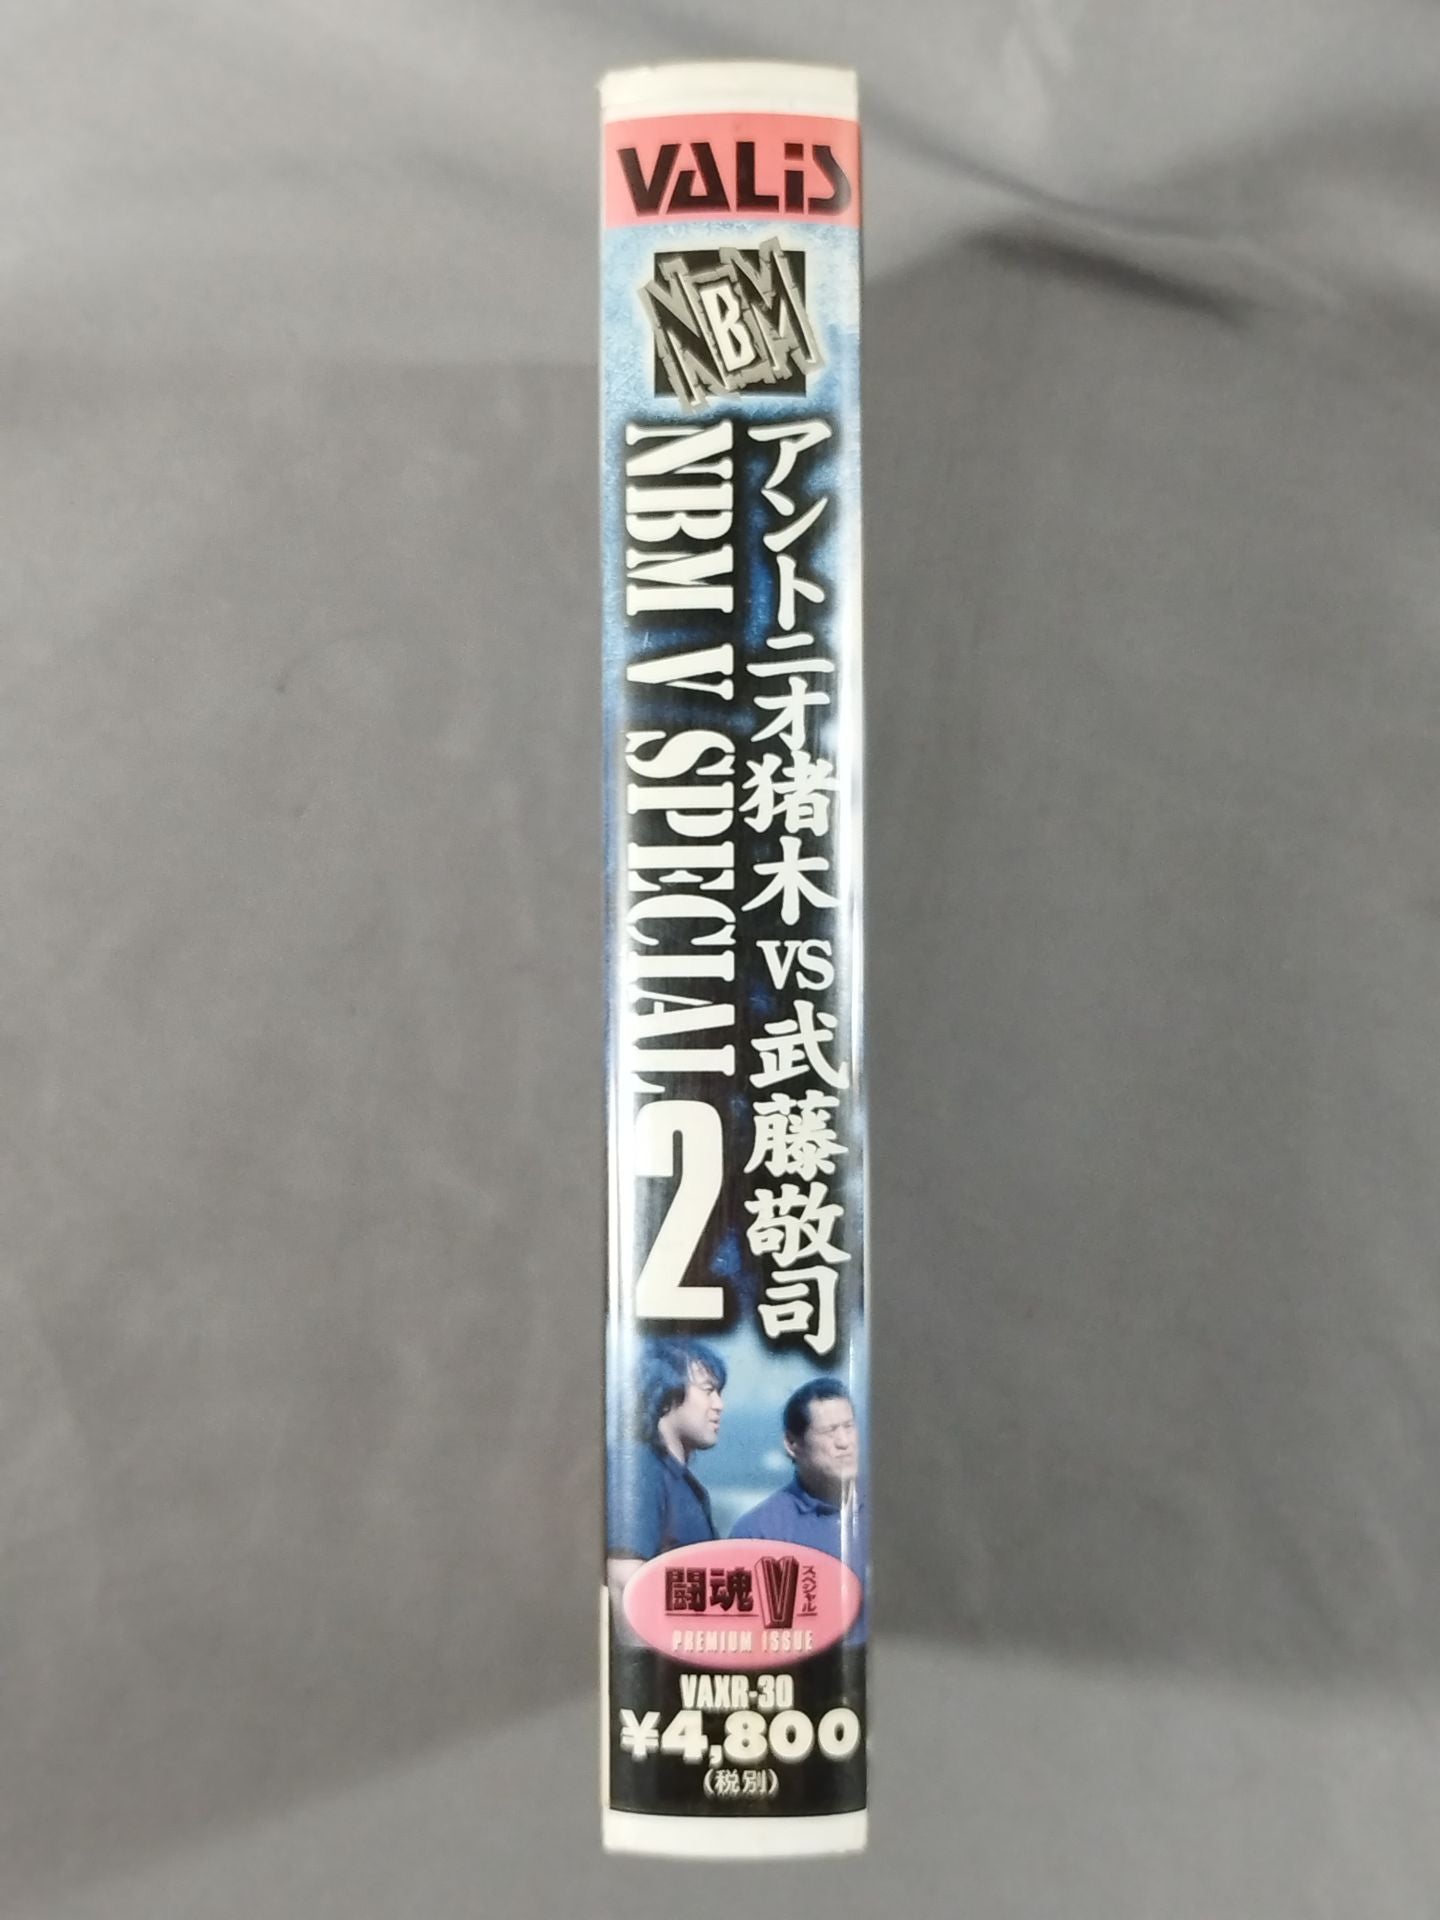 VALIS
NBM
アントニオ猪木 VS 武藤敬司
NBM V SPECIAL 2
闘魂Vスペシャル
PREMIUM ISSUE
VAXR-30
¥4,800
(税別)